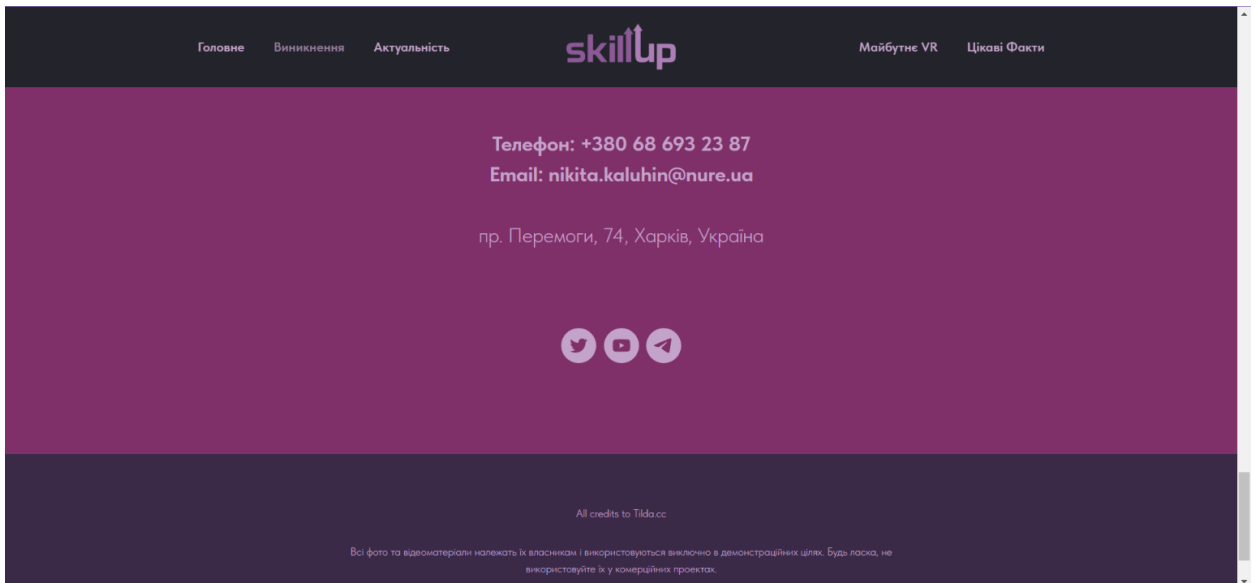 Головне Виникнення Актуальність skillup Майбутнє VR Цікаві Факти
Телефон: +380 68 693 23 87
Email: nikita.kaluhin@nure.ua
пр. Перемоги, 74, Харків, Україна
All credits to Tilda.cc
Всі фото та відеоматеріали належать їх власникам і використовуються виключно в демонстраційних цілях. Будь ласка, не
використовуйте їх у комерційних проектах.